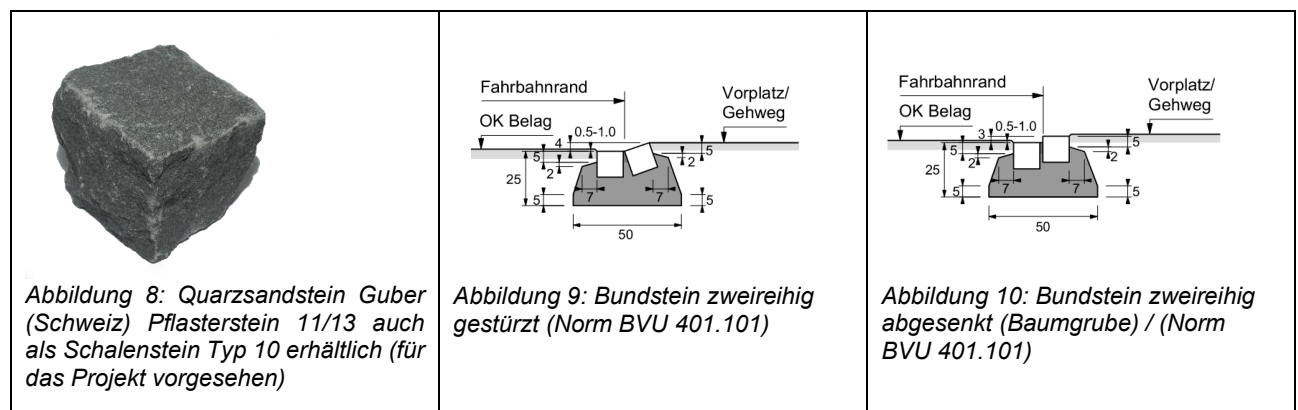 Abbildung 8: Quarzsandstein Guber
(Schweiz) Pflasterstein 11/13 auch
als Schalenstein Typ 10 erhältlich (für
das Projekt vorgesehen)
Fahrbahnrand
Vorplatz/
Gehweg
OK Belag
4
0.5-1.0
5
5
2
2
25
5
7
7
5
50
Abbildung 9: Bundstein zweireihig
gestürzt (Norm BVU 401.101)
Fahrbahnrand
Vorplatz/
Gehweg
OK Belag
3
0.5-1.0
5
5
2
2
25
5
7
7
5
50
Abbildung 10: Bundstein zweireihig
abgesenkt (Baumgrube) / (Norm
BVU 401.101)